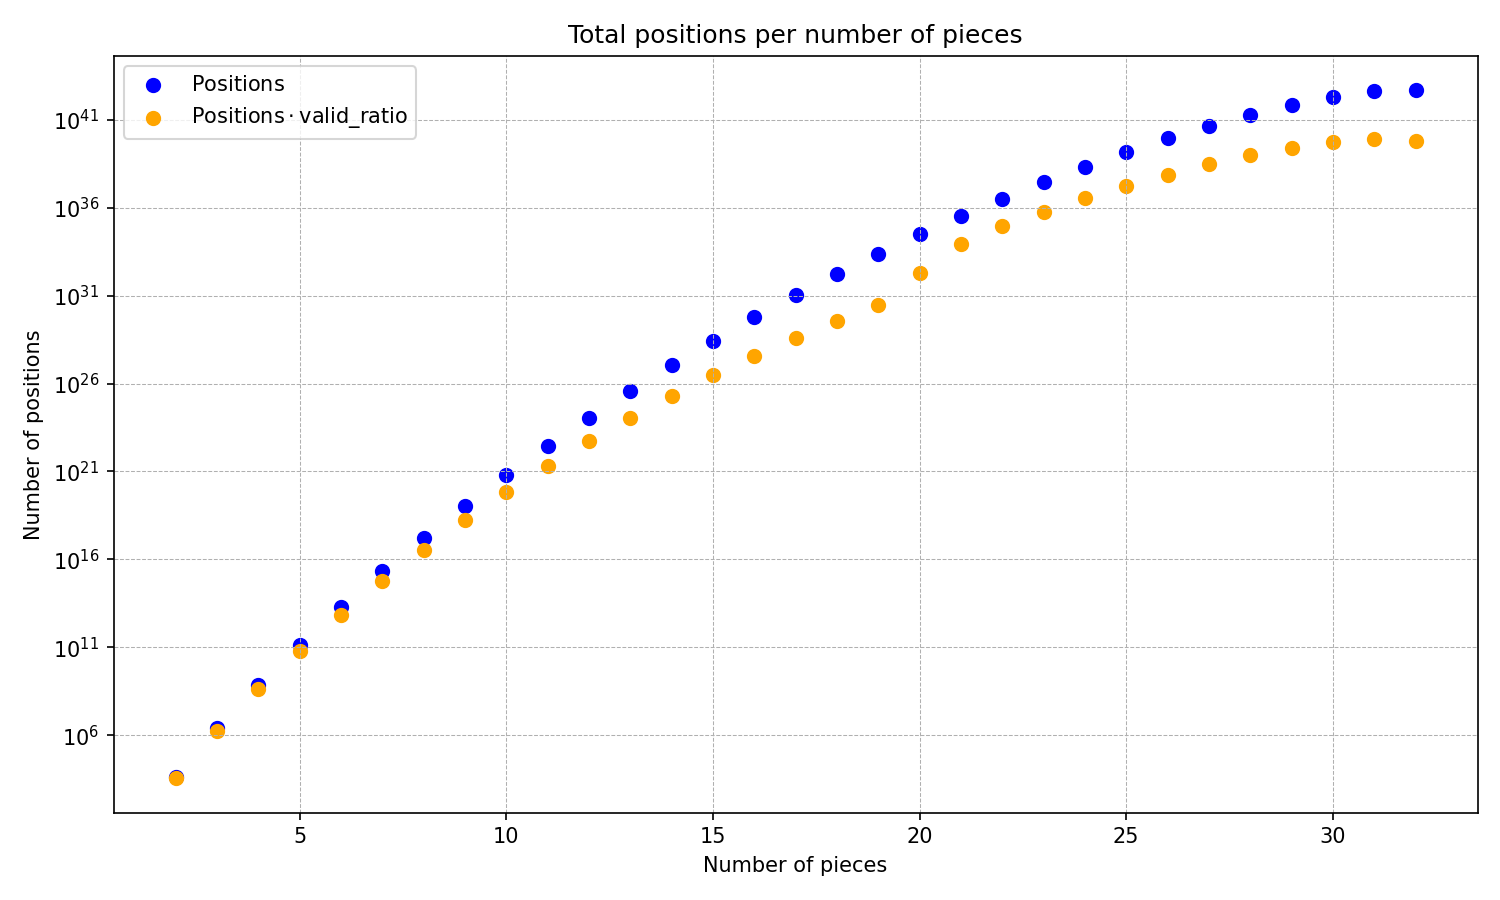 Total positions per number of pieces
Positions
Positions · valid_ratio
Number of positions
10^41
10^36
10^31
10^26
10^21
10^16
10^11
10^6
5 10 15 20 25 30
Number of pieces